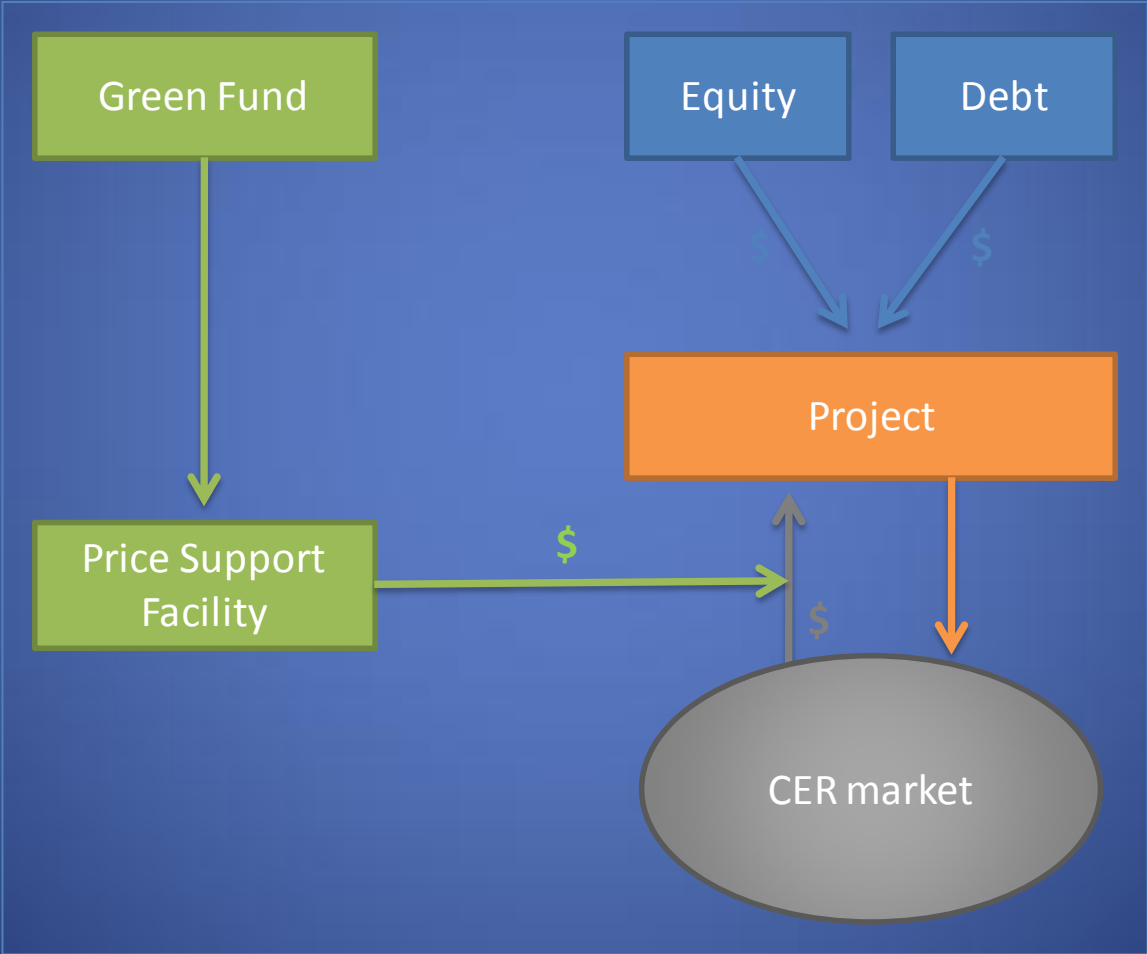 Green Fund
Equity
Debt
$
$
Project
Price Support
Facility
$
$
CER market